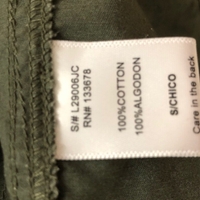 S/# L29006JC
RN# 133678
100%COTTON
100%ALGODON
S/CHICO
Care in the back